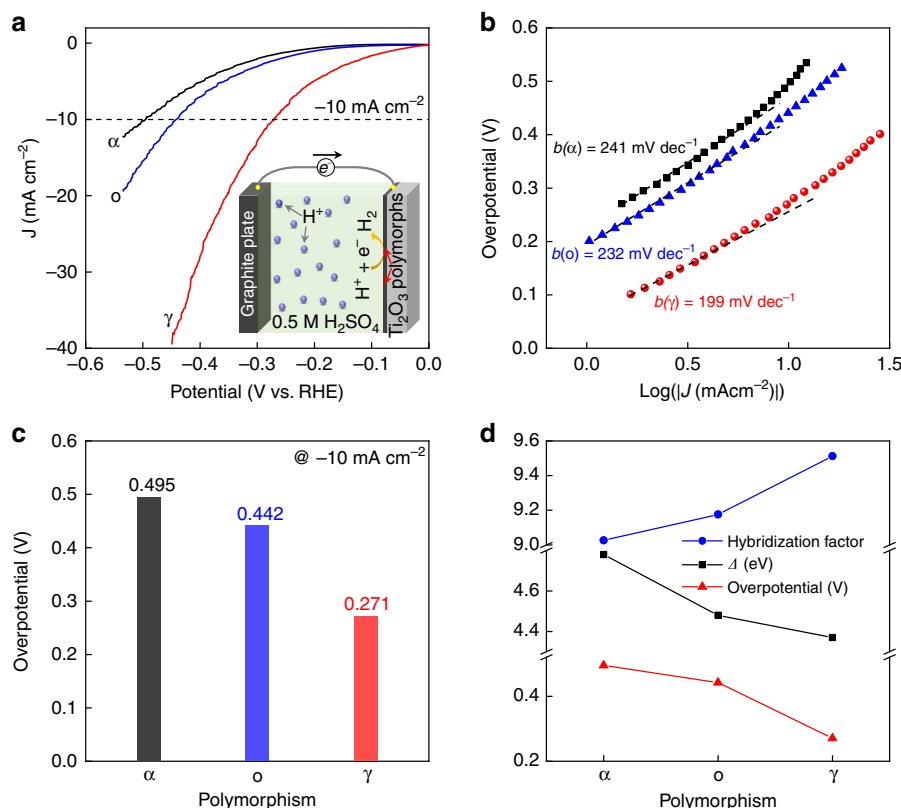 a
0
−10
−20
−30
−40
J (mA cm−2)
−10 mA cm−2
α
o
γ
Graphite plate
e−
H+
H+ + e− H2
Ti2O3 polymorphs
0.5 M H2SO4
−0.6 −0.5 −0.4 −0.3 −0.2 −0.1 0.0
Potential (V vs. RHE)
b
0.6
0.5
0.4
0.3
0.2
0.1
0.0
Overpotential (V)
b(α) = 241 mV dec−1
b(o) = 232 mV dec−1
b(γ) = 199 mV dec−1
0.0 0.5 1.0 1.5
Log(|J (mAcm−2)|)
c
0.6
0.5
0.4
0.3
0.2
0.1
0.0
Overpotential (V)
@ −10 mA cm−2
0.495
0.442
0.271
α o γ
Polymorphism
d
9.6
9.4
9.2
9.0
4.6
4.4
0.4
0.2
Hybridization factor
Δ (eV)
Overpotential (V)
α o γ
Polymorphism